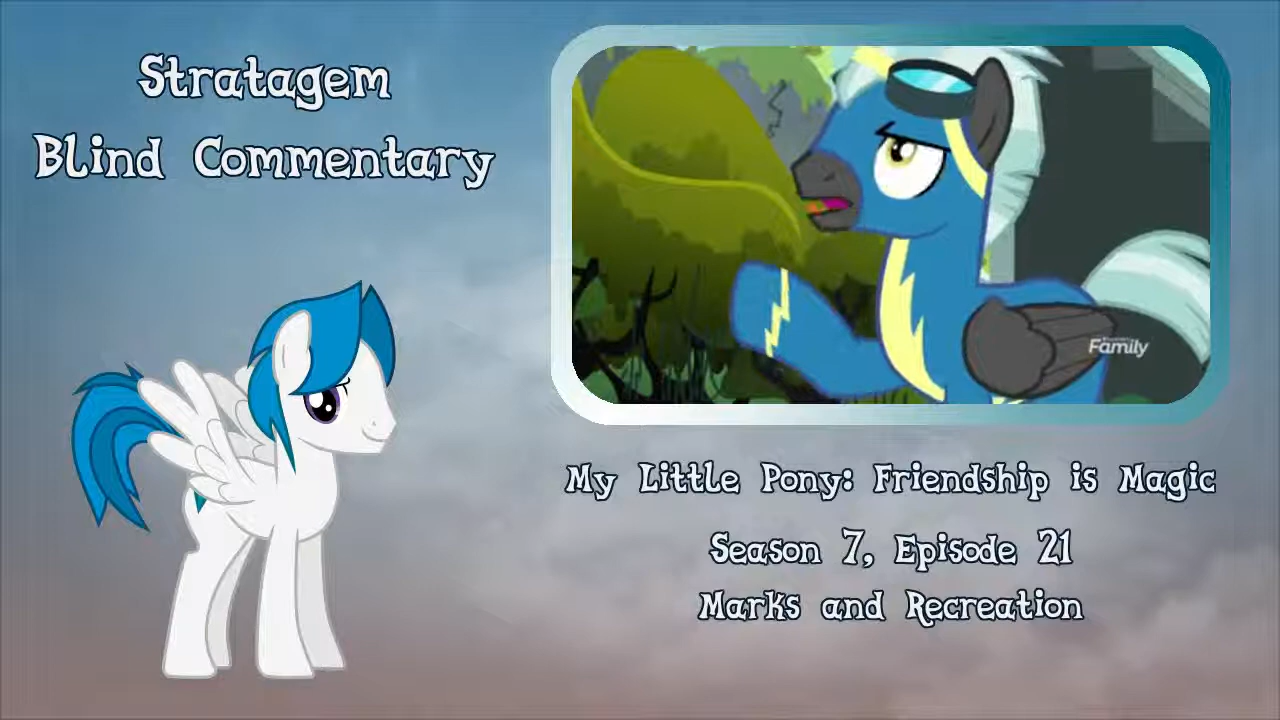 Stratagem
Blind Commentary
Family
My Little Pony: Friendship is Magic
Season 7, Episode 21
Marks and Recreation